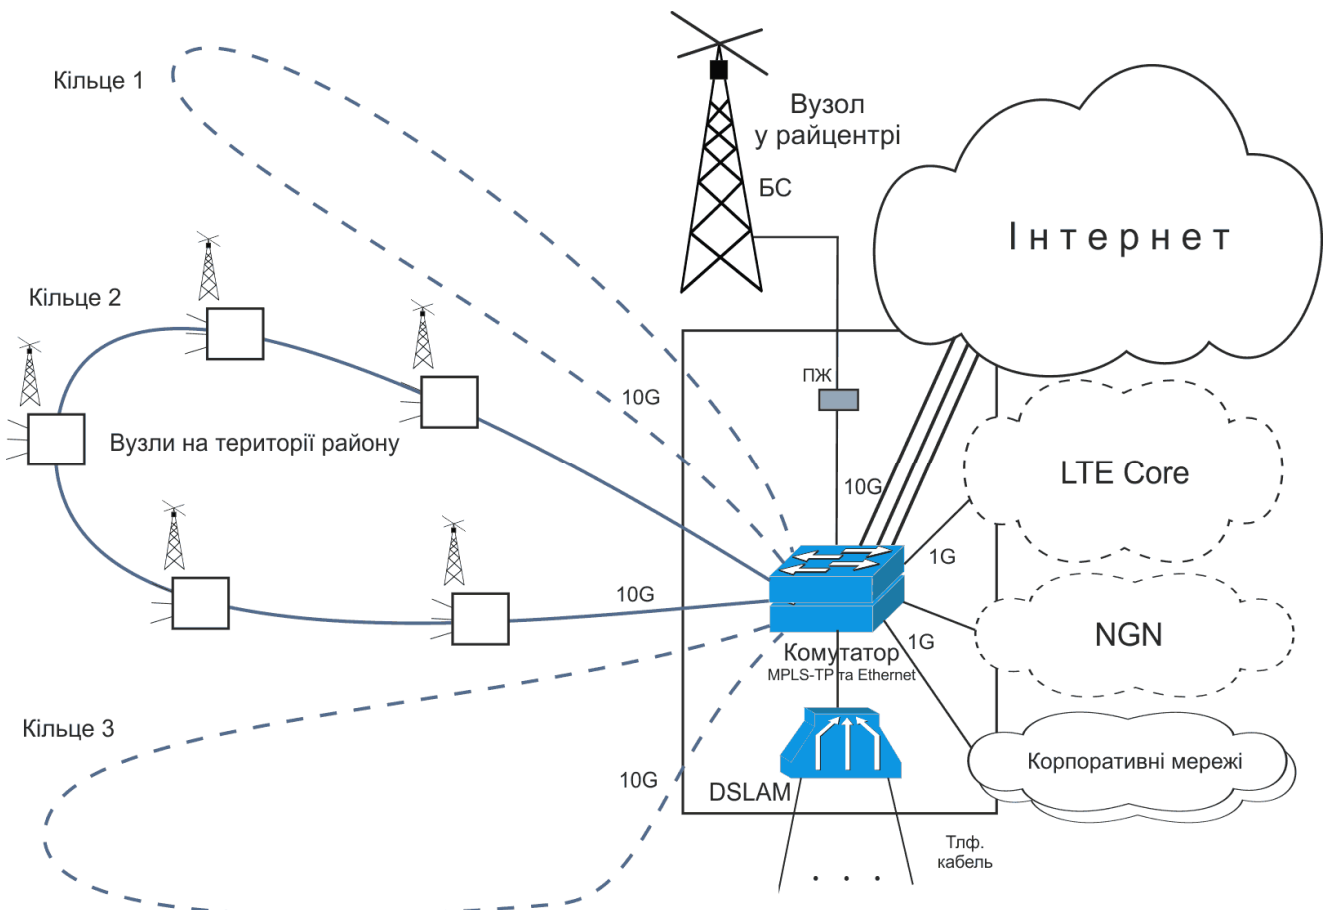 Кільце 1
Вузол
у райцентрі
БС
Інтернет
Кільце 2
ПЖ
10G
Вузли на території району
10G
LTE Core
1G
10G
NGN
1G
Комутатор
MPLS-TP та Ethernet
Кільце 3
Корпоративні мережі
10G
DSLAM
Тлф.
кабель
. . .